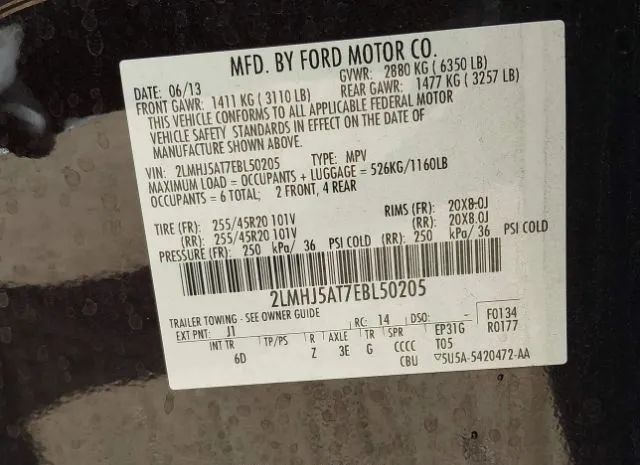 MFD. BY FORD MOTOR CO.
DATE: 06/13 GVWR: 2880 KG ( 6350 LB)
FRONT GAWR: 1411 KG ( 3110 LB) REAR GAWR: 1477 KG ( 3257 LB)
THIS VEHICLE CONFORMS TO ALL APPLICABLE FEDERAL MOTOR
VEHICLE SAFETY STANDARDS IN EFFECT ON THE DATE OF
MANUFACTURE SHOWN ABOVE.
VIN: 2LMHJ5AT7EBL50205 TYPE: MPV
MAXIMUM LOAD = OCCUPANTS + LUGGAGE = 526KG/1160LB
OCCUPANTS = 6 TOTAL; 2 FRONT, 4 REAR
TIRE (FR): 255/45R20 101V RIMS (FR): 20X8.0J
(RR): 255/45R20 101V (RR): 20X8.0J
PRESSURE (FR): 250 kPa/ 36 PSI COLD (RR): 250 kPa/ 36 PSI COLD
2LMHJ5AT7EBL50205
TRAILER TOWING - SEE OWNER GUIDE
EXT PNT: J1 RC: 14 DSO: - F0134
INT TR TP/PS R AXLE TR SPR EP31G R0177
6D Z 3E G CCCC T05
CBU ▽5U5A-5420472-AA